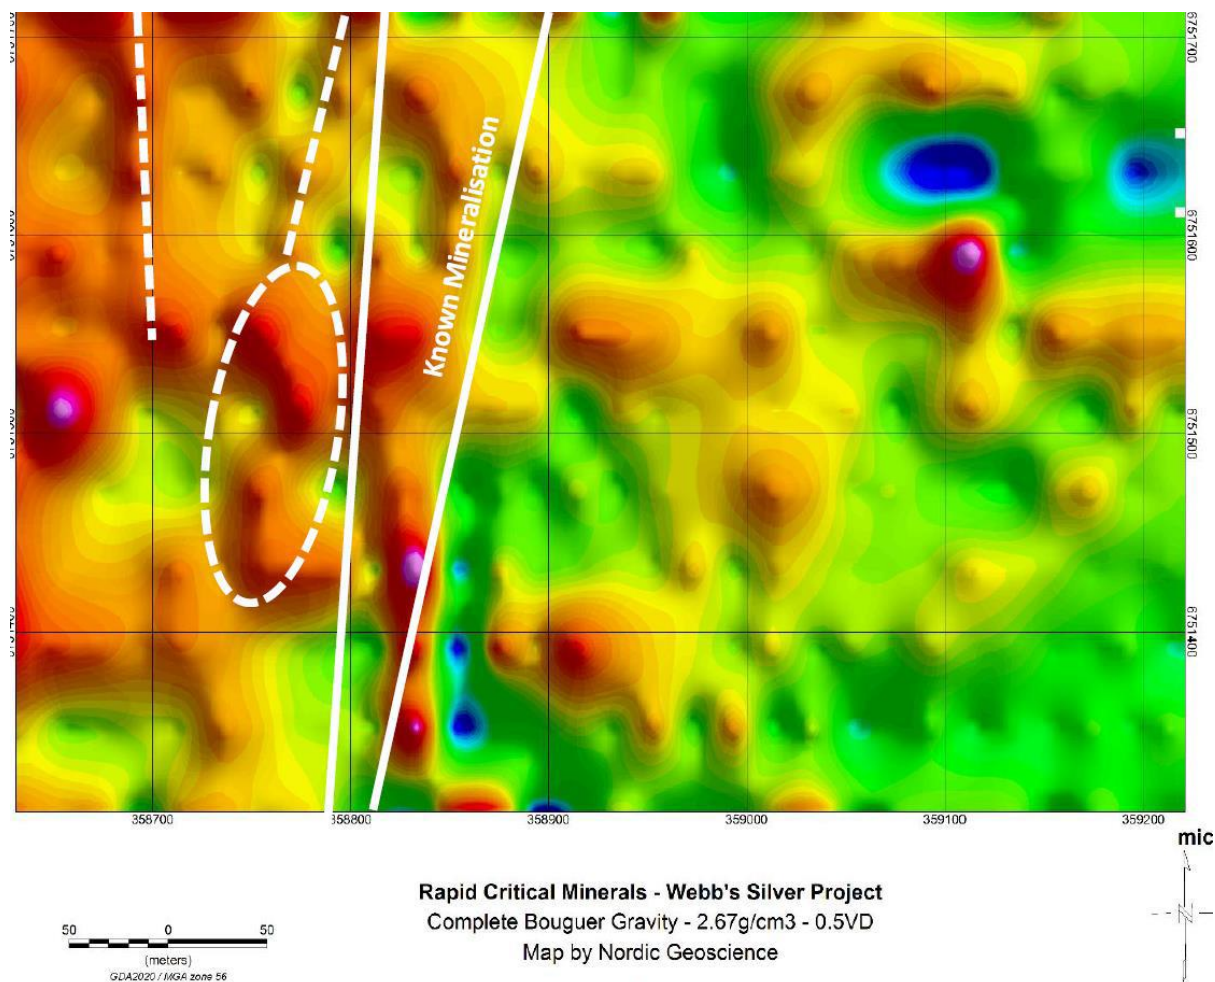 6751700
6751600
6751500
6751400
Known Mineralisation
358700 358800 358900 359000 359100 359200
mic
Rapid Critical Minerals - Webb's Silver Project
Complete Bouguer Gravity - 2.67g/cm3 - 0.5VD
Map by Nordic Geoscience
50 0 50
(meters)
GDA2020 / MGA zone 56
N